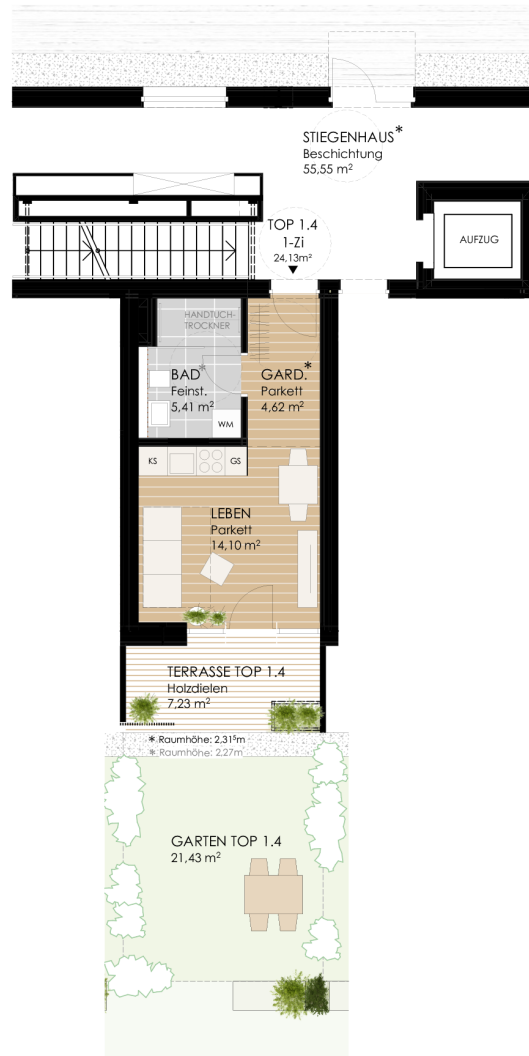 STIEGENHAUS*
Beschichtung
55,55 m²
TOP 1.4
1-Zi
24,13m²
AUFZUG
HANDTUCH-
TROCKNER
BAD*
Feinst.
5,41 m²
GARD.*
Parkett
4,62 m²
WM
KS
GS
LEBEN
Parkett
14,10 m²
TERRASSE TOP 1.4
Holzdielen
7,23 m²
* Raumhöhe: 2,31⁵m
* Raumhöhe: 2,27m
GARTEN TOP 1.4
21,43 m²